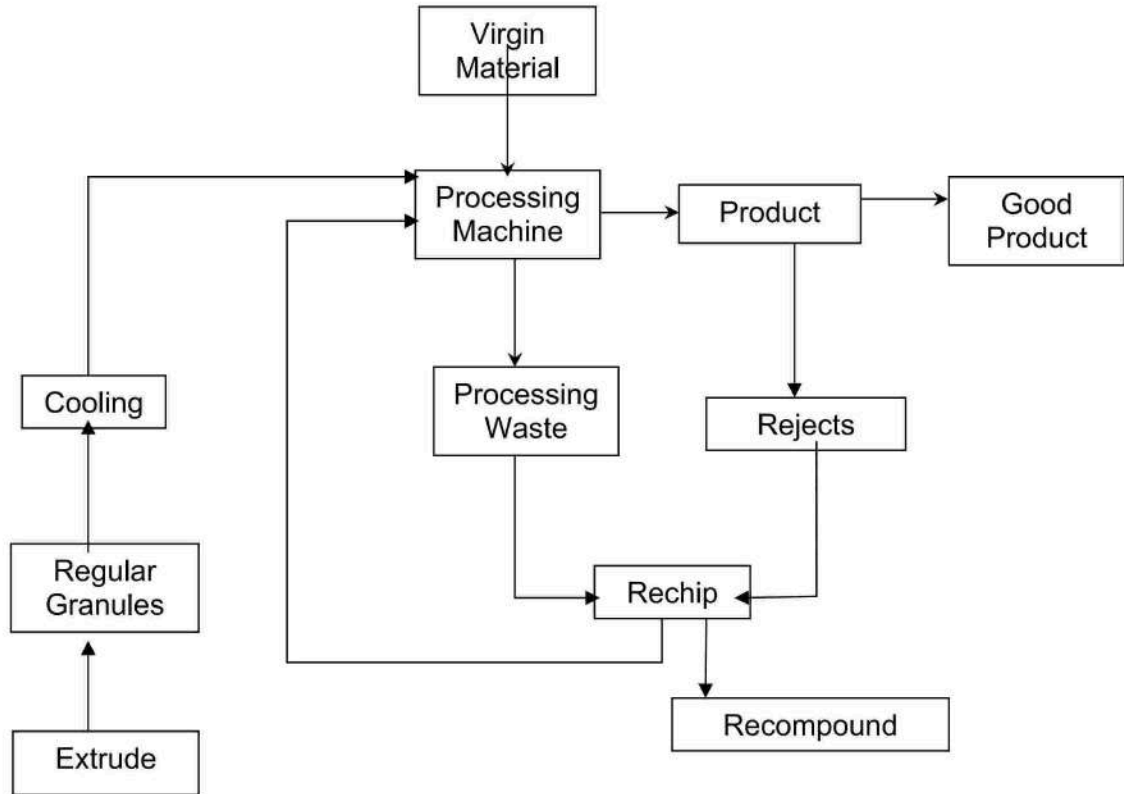 Virgin
Material
Processing
Machine
Product
Good
Product
Cooling
Processing
Waste
Rejects
Regular
Granules
Rechip
Recompound
Extrude